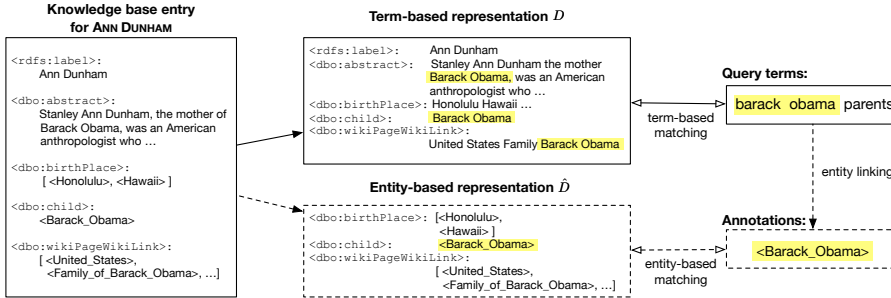 Knowledge base entry
for ANN DUNHAM
<rdfs:label>:
Ann Dunham
<dbo:abstract>:
Stanley Ann Dunham, the mother of
Barack Obama, was an American
anthropologist who ...
<dbo:birthPlace>:
[ <Honolulu>, <Hawaii> ]
<dbo:child>:
<Barack_Obama>
<dbo:wikiPageWikiLink>:
[ <United_States>,
<Family_of_Barack_Obama>, ...]
Term-based representation D
<rdfs:label>: Ann Dunham
<dbo:abstract>: Stanley Ann Dunham the mother
Barack Obama, was an American
anthropologist who ...
<dbo:birthPlace>: Honolulu Hawaii ...
<dbo:child>: Barack Obama
<dbo:wikiPageWikiLink>:
United States Family Barack Obama
Entity-based representation D̂
<dbo:birthPlace>: [<Honolulu>,
<Hawaii> ]
<dbo:child>: <Barack_Obama>
<dbo:wikiPageWikiLink>:
[ <United_States>,
<Family_of_Barack_Obama>, ...]
term-based
matching
entity-based
matching
Query terms:
barack obama parents
entity linking
Annotations:
<Barack_Obama>